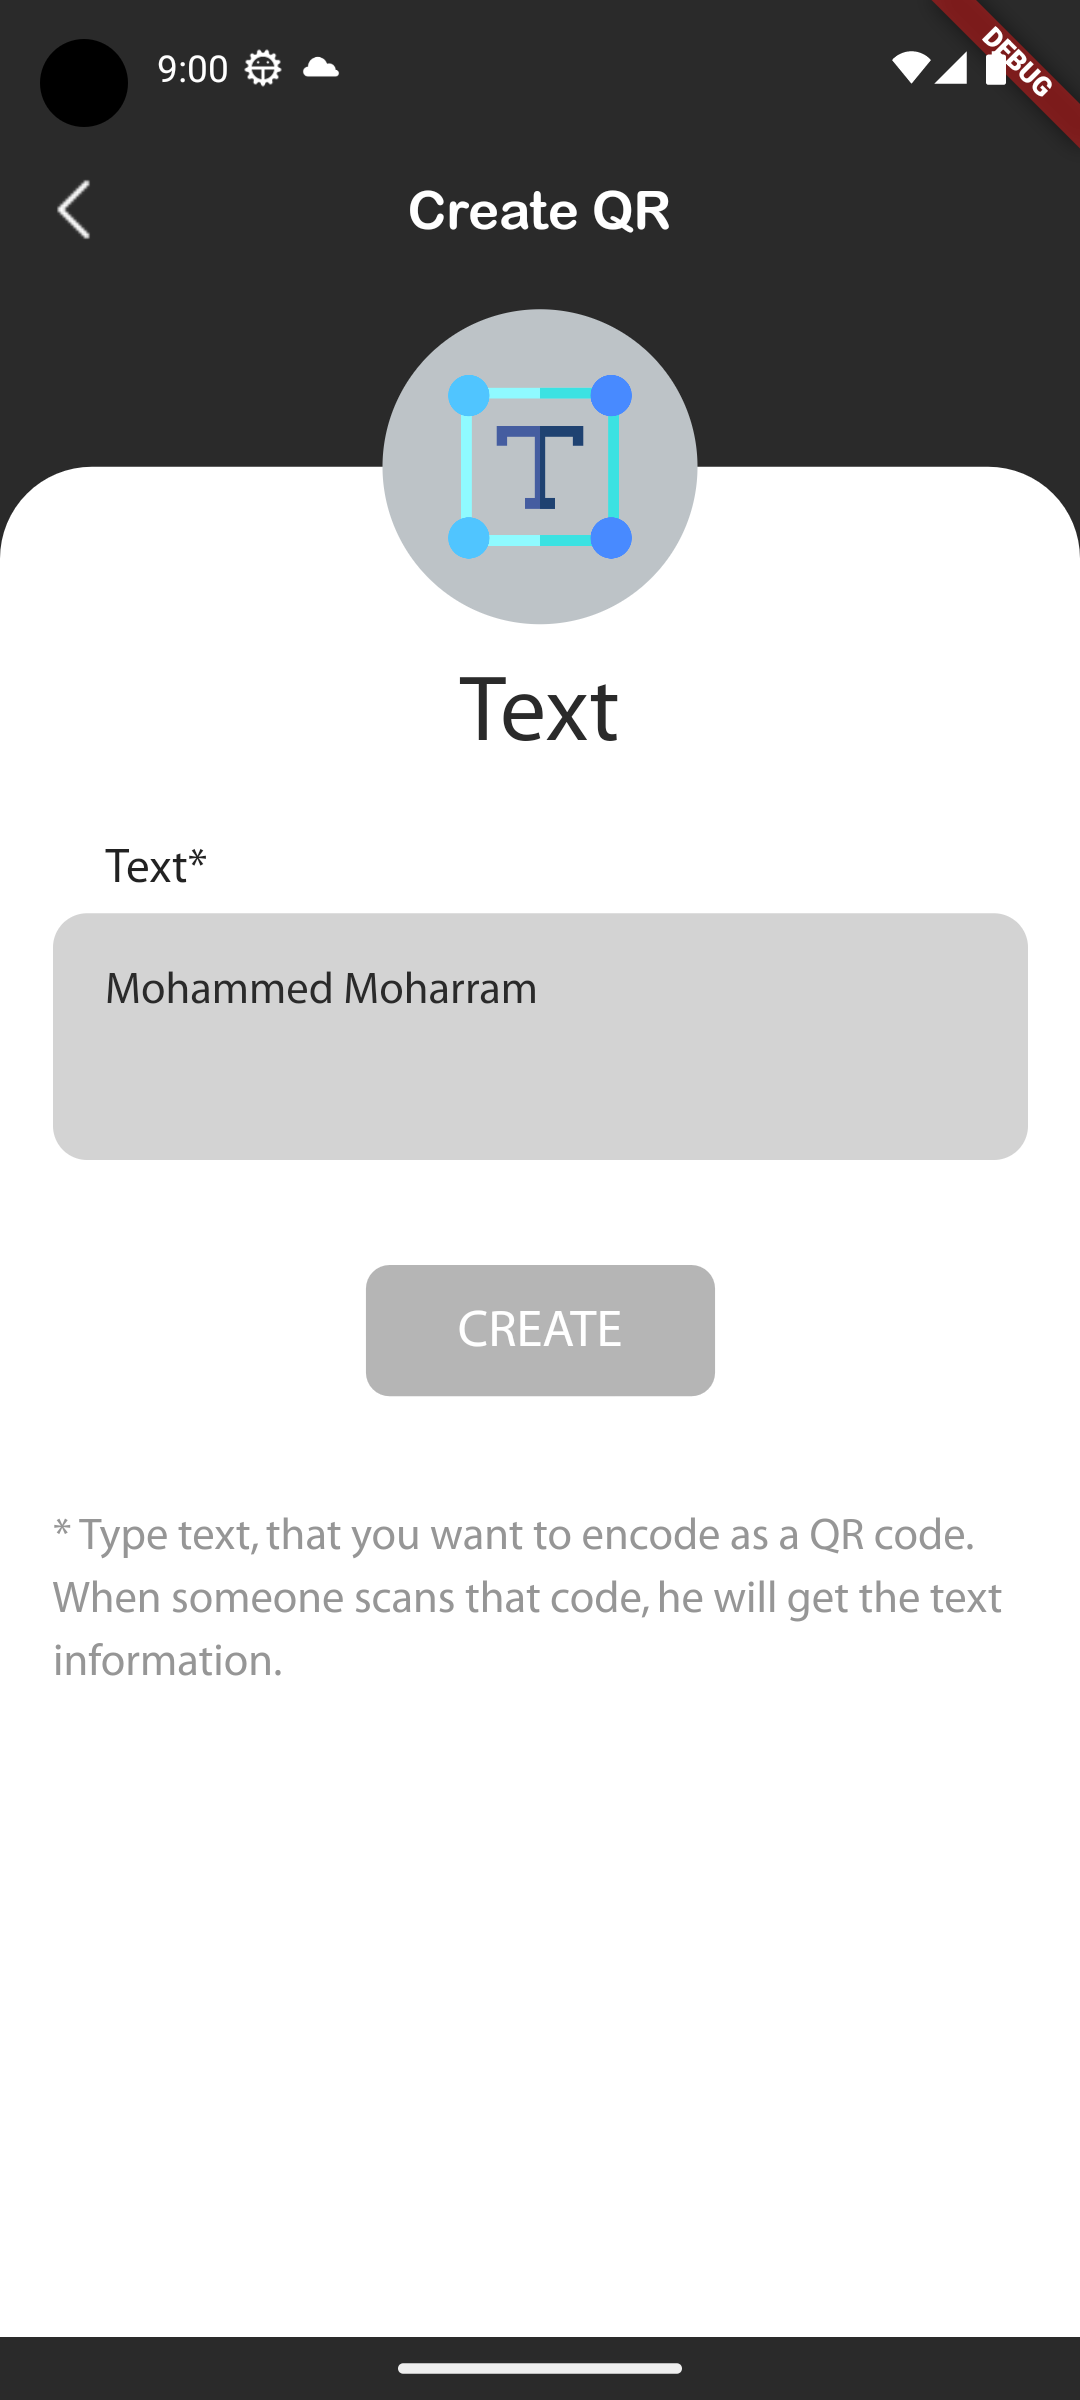 9:00
DEBUG
Create QR
T
Text
Text*
Mohammed Moharram
CREATE
* Type text, that you want to encode as a QR code.
When someone scans that code, he will get the text
information.